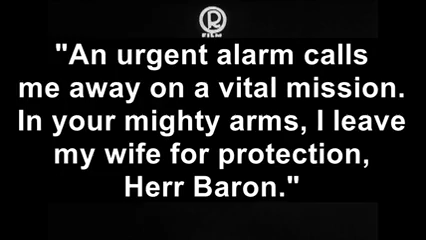 R
FILM
"An urgent alarm calls
me away on a vital mission.
In your mighty arms, I leave
my wife for protection,
Herr Baron."